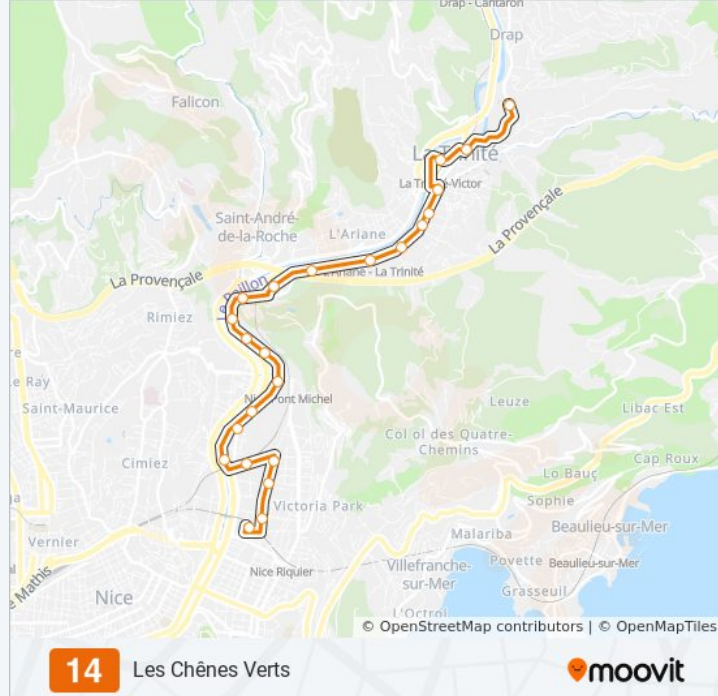 Drap - Cantaron
Drap
Falicon
La Trinité
La Trinité-Victor
Saint-André-
de-la-Roche
L'Ariane
La Provençale
L'Ariane - La Trinité
La Provençale
Le Paillon
Rimiez
Le Ray
Saint-Maurice
Nice Pont Michel
Leuze
Libac Est
Col ol des Quatre-
Chemins
Cap Roux
Cimiez
Lo Bauç
Sophie
Victoria Park
Beaulieu-sur-Mer
Malariba
Vernier
Povette
Beaulieu-sur-Mer
Nice Riquier
Villefranche-
sur-Mer
Grasseuil
Mathis
Nice
L'Octroi
© OpenStreetMap contributors | © OpenMapTiles
14 Les Chênes Verts
moovit